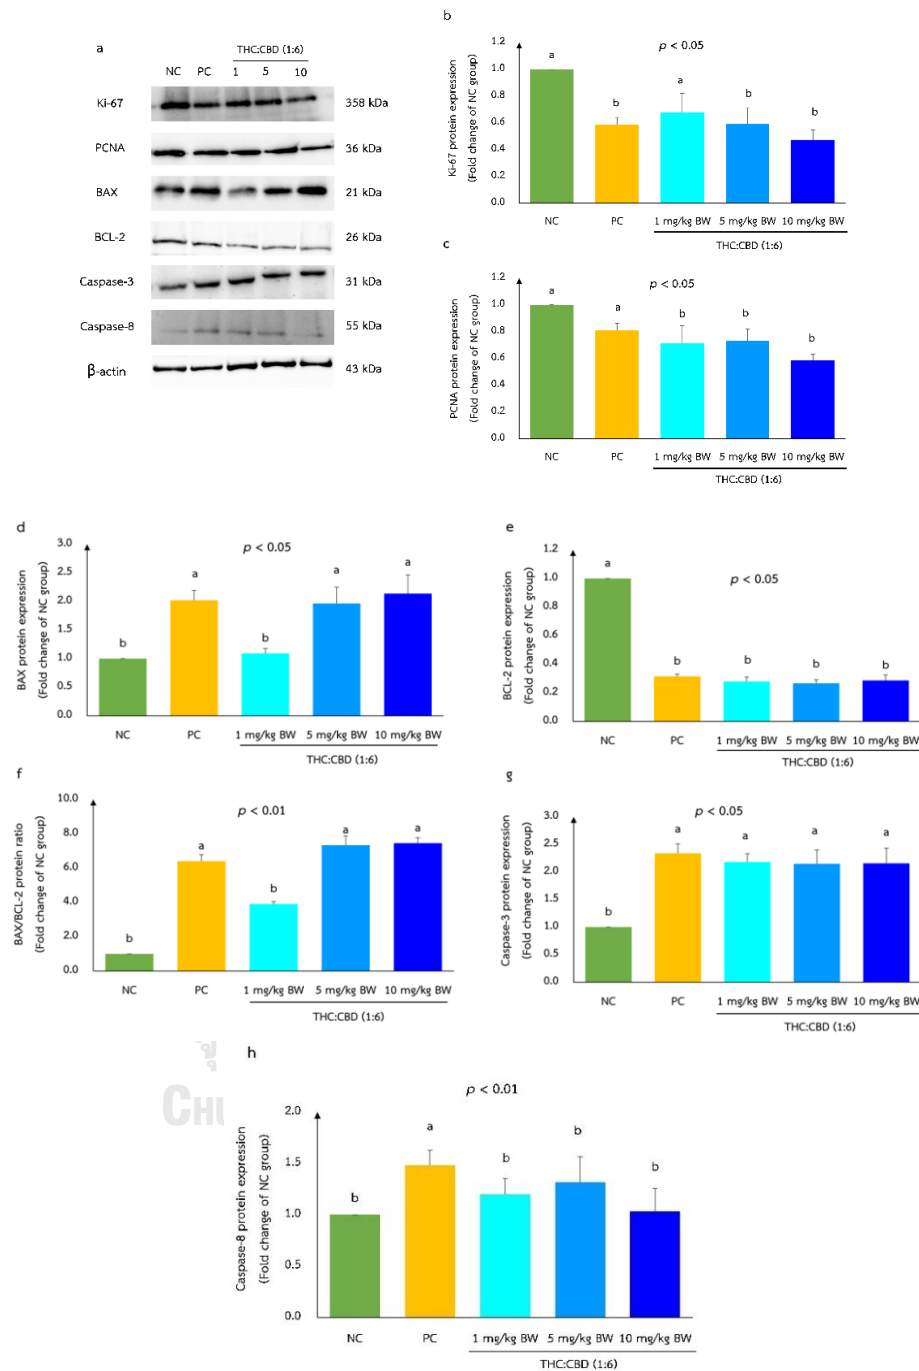 a
THC:CBD (1:6)
NC PC 1 5 10
Ki-67 358 kDa
PCNA 36 kDa
BAX 21 kDa
BCL-2 26 kDa
Caspase-3 31 kDa
Caspase-8 55 kDa
β-actin 43 kDa
b
p < 0.05
Ki-67 protein expression
(Fold change of NC group)
1.2
1.0
0.8
0.6
0.4
0.2
0.0
a b a b b
NC PC 1 mg/kg BW 5 mg/kg BW 10 mg/kg BW
THC:CBD (1:6)
c
p < 0.05
PCNA protein expression
(Fold change of NC group)
1.2
1.0
0.8
0.6
0.4
0.2
0.0
a a b b b
NC PC 1 mg/kg BW 5 mg/kg BW 10 mg/kg BW
THC:CBD (1:6)
d
p < 0.05
BAX protein expression
(Fold change of NC group)
3.0
2.5
2.0
1.5
1.0
0.5
0.0
b a b a a
NC PC 1 mg/kg BW 5 mg/kg BW 10 mg/kg BW
THC:CBD (1:6)
e
p < 0.05
BCL-2 protein expression
(Fold change of NC group)
1.2
1.0
0.8
0.6
0.4
0.2
0.0
a b b b b
NC PC 1 mg/kg BW 5 mg/kg BW 10 mg/kg BW
THC:CBD (1:6)
f
p < 0.01
BAX/BCL-2 protein ratio
(Fold change of NC group)
10.0
8.0
6.0
4.0
2.0
0.0
b a b a a
NC PC 1 mg/kg BW 5 mg/kg BW 10 mg/kg BW
THC:CBD (1:6)
g
p < 0.05
Caspase-3 protein expression
(Fold change of NC group)
3.0
2.5
2.0
1.5
1.0
0.5
0.0
b a a a a
NC PC 1 mg/kg BW 5 mg/kg BW 10 mg/kg BW
THC:CBD (1:6)
CHU
h
p < 0.01
Caspase-8 protein expression
(Fold change of NC group)
2.0
1.5
1.0
0.5
0.0
b a b b b
NC PC 1 mg/kg BW 5 mg/kg BW 10 mg/kg BW
THC:CBD (1:6)